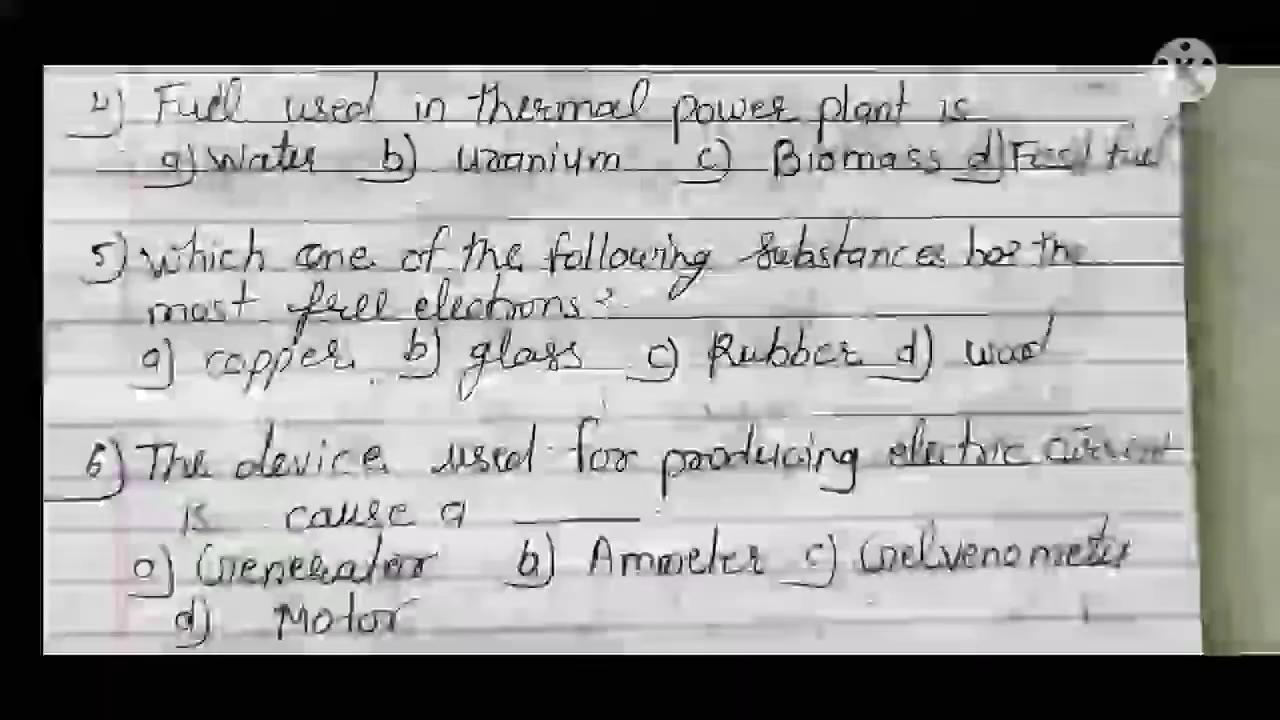 4) Fuel used in thermal power plant is
a) Water b) uranium c) Biomass d) Fossil fuel
5) which one of the following substances has the
most free electrons?
a) copper b) glass c) Rubber d) wood
6) The device used for producing electric current
is cause a ______.
a) Generator b) Ammeter c) Gelvenometer
d) Motor